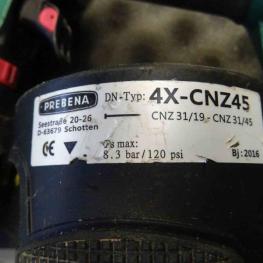 PREBENA
Seestraße 20-26
D-63679 Schotten
DN-Typ: 4X-CNZ45
CNZ 31/19 - CNZ 31/45
CE
Ps max:
8.3 bar/120 psi
Bj: 2016